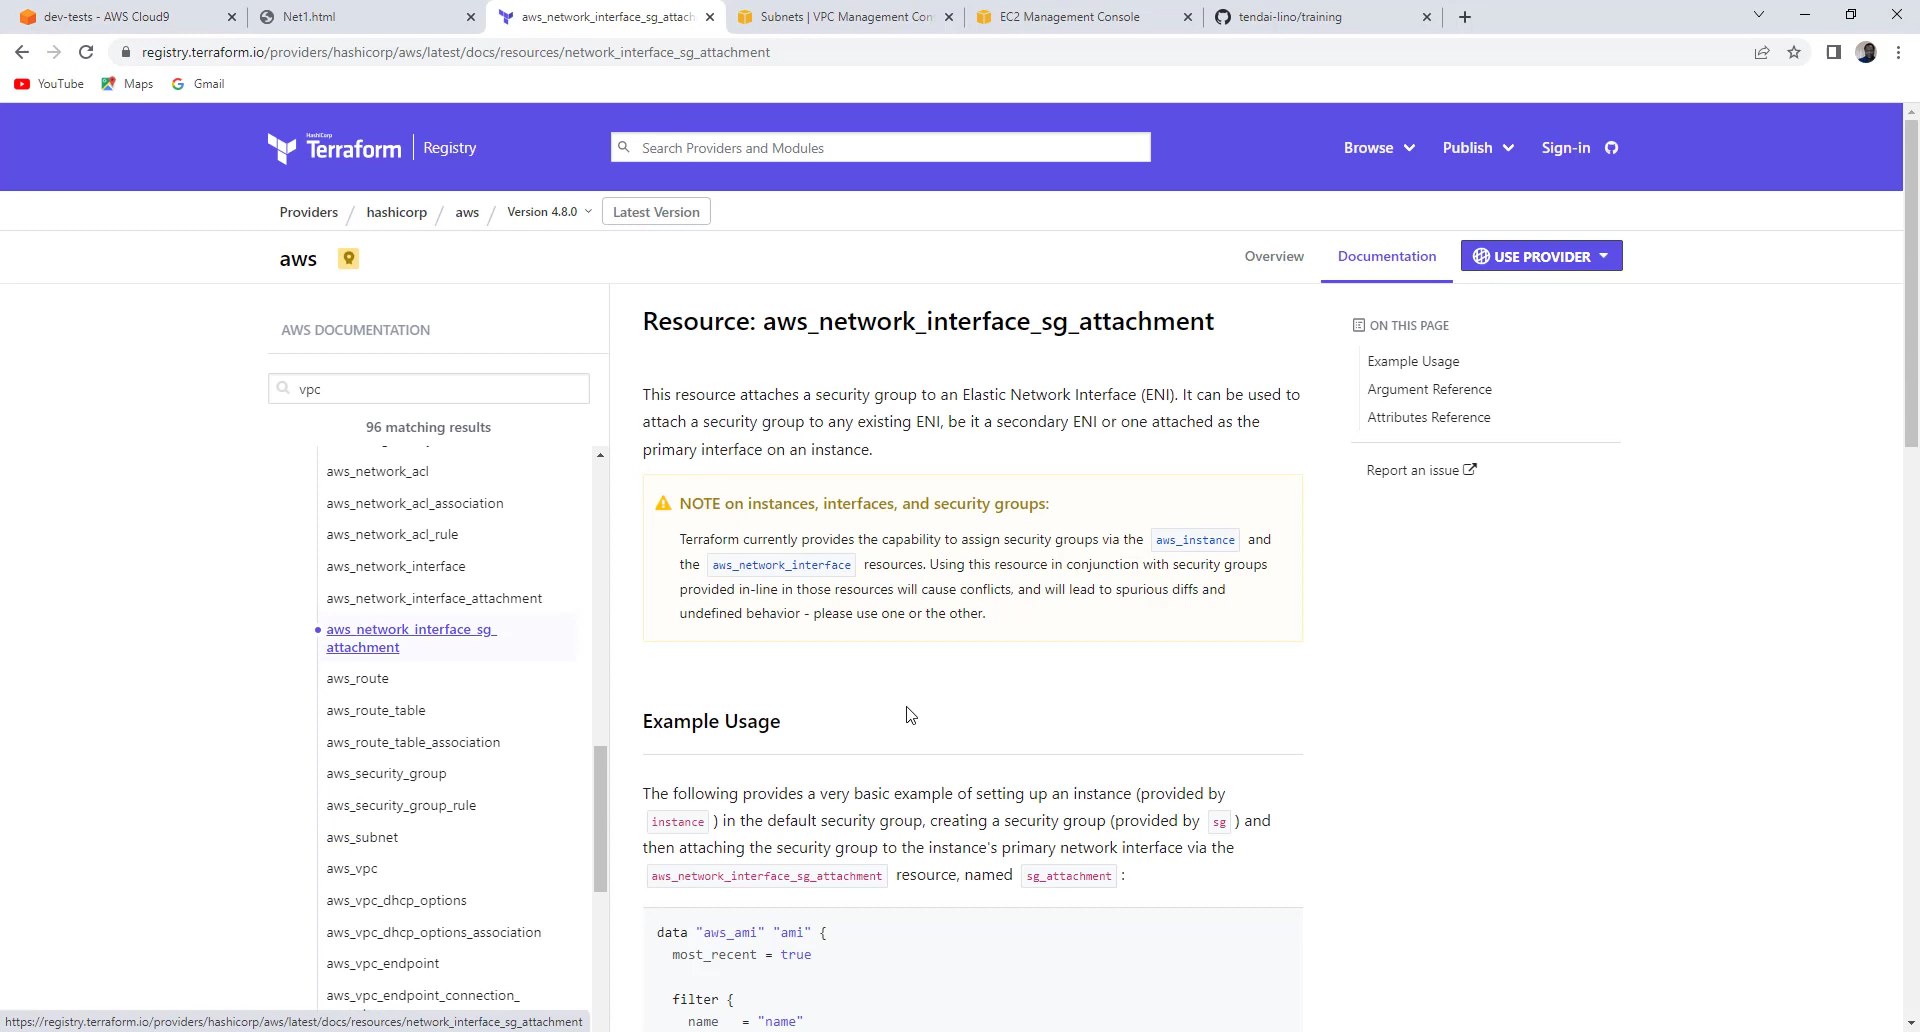 dev-tests - AWS Cloud9
Net1.html
aws_network_interface_sg_attach
Subnets | VPC Management Con
EC2 Management Console
tendai-lino/training
registry.terraform.io/providers/hashicorp/aws/latest/docs/resources/network_interface_sg_attachment
YouTube
Maps
Gmail
HashiCorp
Terraform
Registry
Search Providers and Modules
Browse
Publish
Sign-in
Providers / hashicorp / aws / Version 4.8.0
Latest Version
aws
Overview
Documentation
USE PROVIDER
AWS DOCUMENTATION
vpc
96 matching results
aws_network_acl
aws_network_acl_association
aws_network_acl_rule
aws_network_interface
aws_network_interface_attachment
aws_network_interface_sg_
attachment
aws_route
aws_route_table
aws_route_table_association
aws_security_group
aws_security_group_rule
aws_subnet
aws_vpc
aws_vpc_dhcp_options
aws_vpc_dhcp_options_association
aws_vpc_endpoint
aws_vpc_endpoint_connection_
Resource: aws_network_interface_sg_attachment
This resource attaches a security group to an Elastic Network Interface (ENI). It can be used to
attach a security group to any existing ENI, be it a secondary ENI or one attached as the
primary interface on an instance.
NOTE on instances, interfaces, and security groups:
Terraform currently provides the capability to assign security groups via the aws_instance and
the aws_network_interface resources. Using this resource in conjunction with security groups
provided in-line in those resources will cause conflicts, and will lead to spurious diffs and
undefined behavior - please use one or the other.
Example Usage
The following provides a very basic example of setting up an instance (provided by
instance ) in the default security group, creating a security group (provided by sg ) and
then attaching the security group to the instance's primary network interface via the
aws_network_interface_sg_attachment resource, named sg_attachment :
data "aws_ami" "ami" {
most_recent = true
filter {
name = "name"
ON THIS PAGE
Example Usage
Argument Reference
Attributes Reference
Report an issue
https://registry.terraform.io/providers/hashicorp/aws/latest/docs/resources/network_interface_sg_attachment